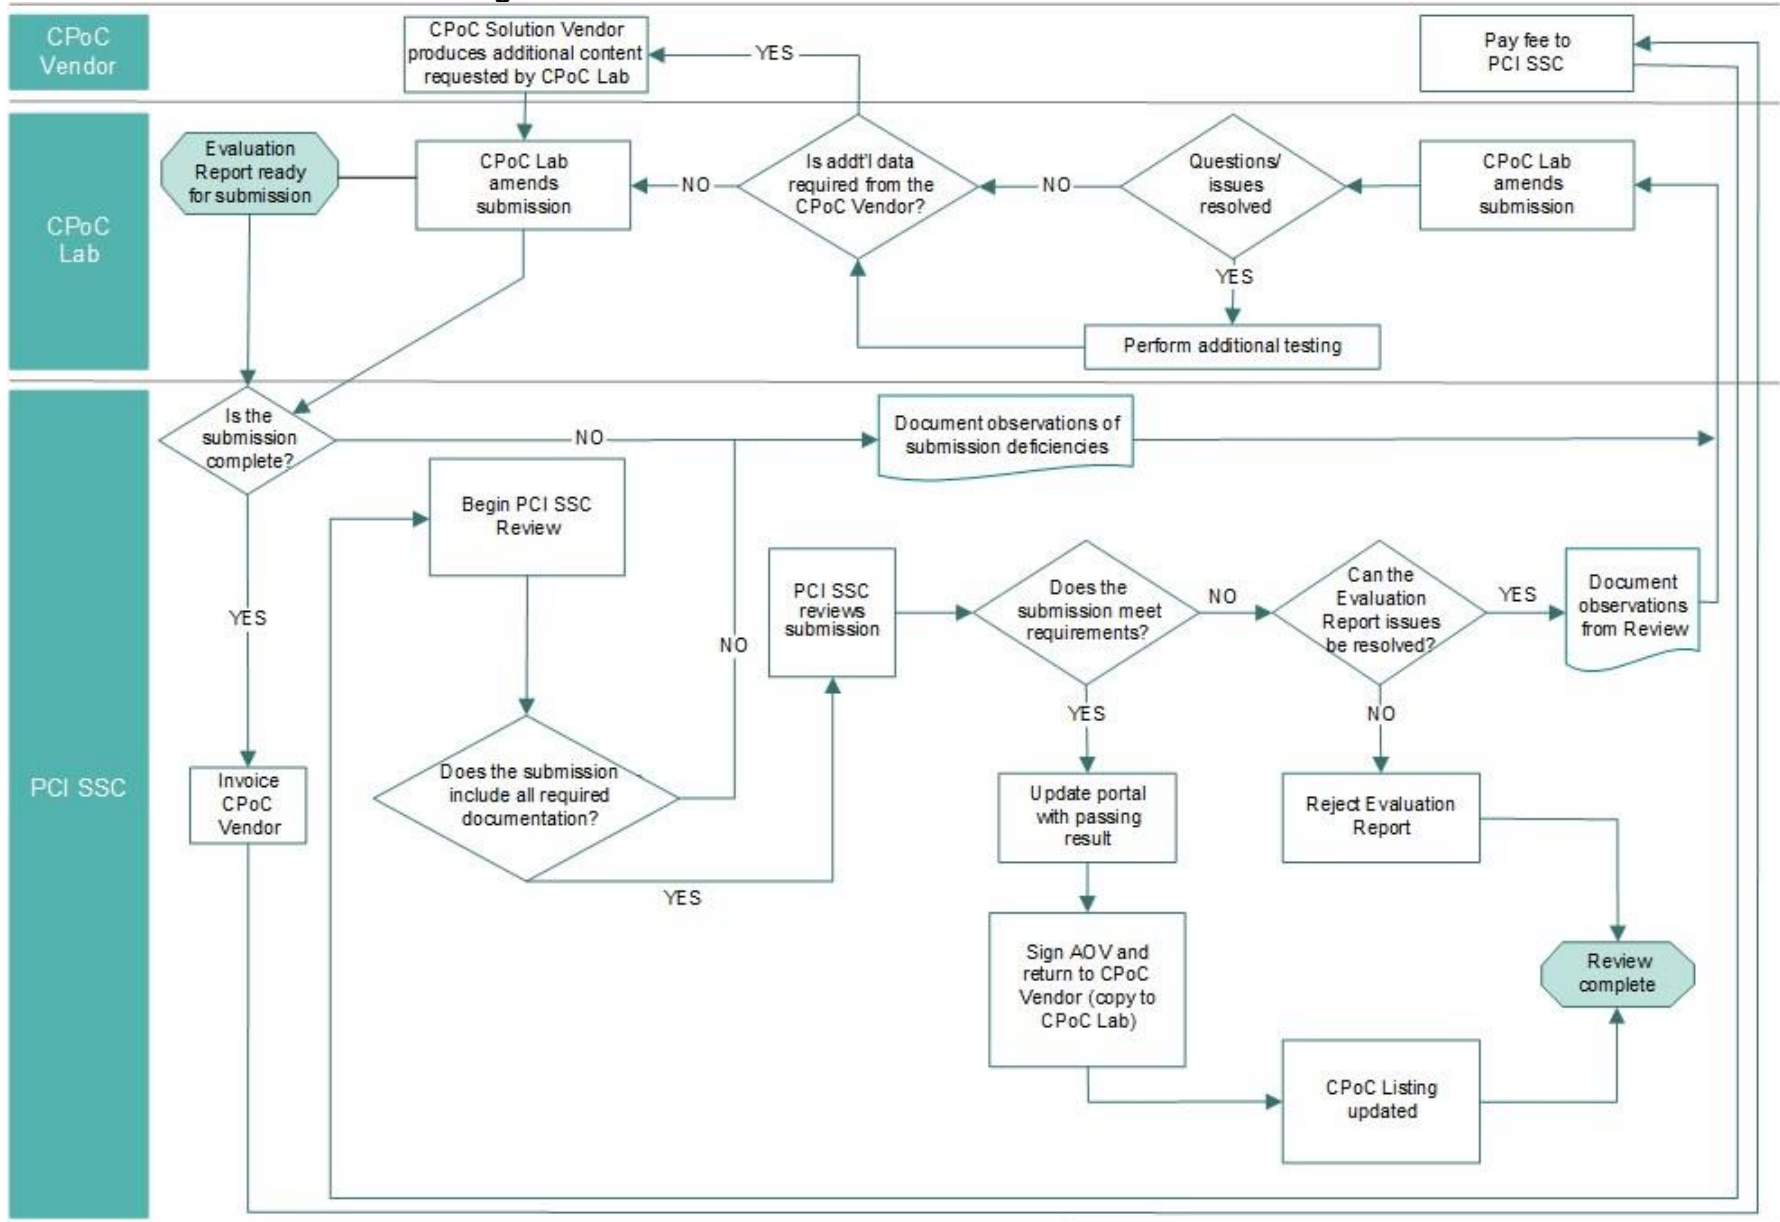 CPoC
Vendor
CPoC Solution Vendor
produces additional content
requested by CPoC Lab
YES
Pay fee to
PCI SSC
CPoC
Lab
Evaluation
Report ready
for submission
CPoC Lab
amends
submission
NO
Is addt'l data
required from the
CPoC Vendor?
NO
Questions/
issues
resolved
CPoC Lab
amends
submission
YES
Perform additional testing
PCI SSC
Is the
submission
complete?
NO
Document observations of
submission deficiencies
Begin PCI SSC
Review
YES
NO
PCI SSC
reviews
submission
Does the
submission meet
requirements?
NO
Can the
Evaluation
Report issues
be resolved?
YES
Document
observations
from Review
YES
NO
Invoice
CPoC
Vendor
Does the submission
include all required
documentation?
YES
Update portal
with passing
result
Reject Evaluation
Report
Sign AOV and
return to CPoC
Vendor (copy to
CPoC Lab)
Review
complete
CPoC Listing
updated